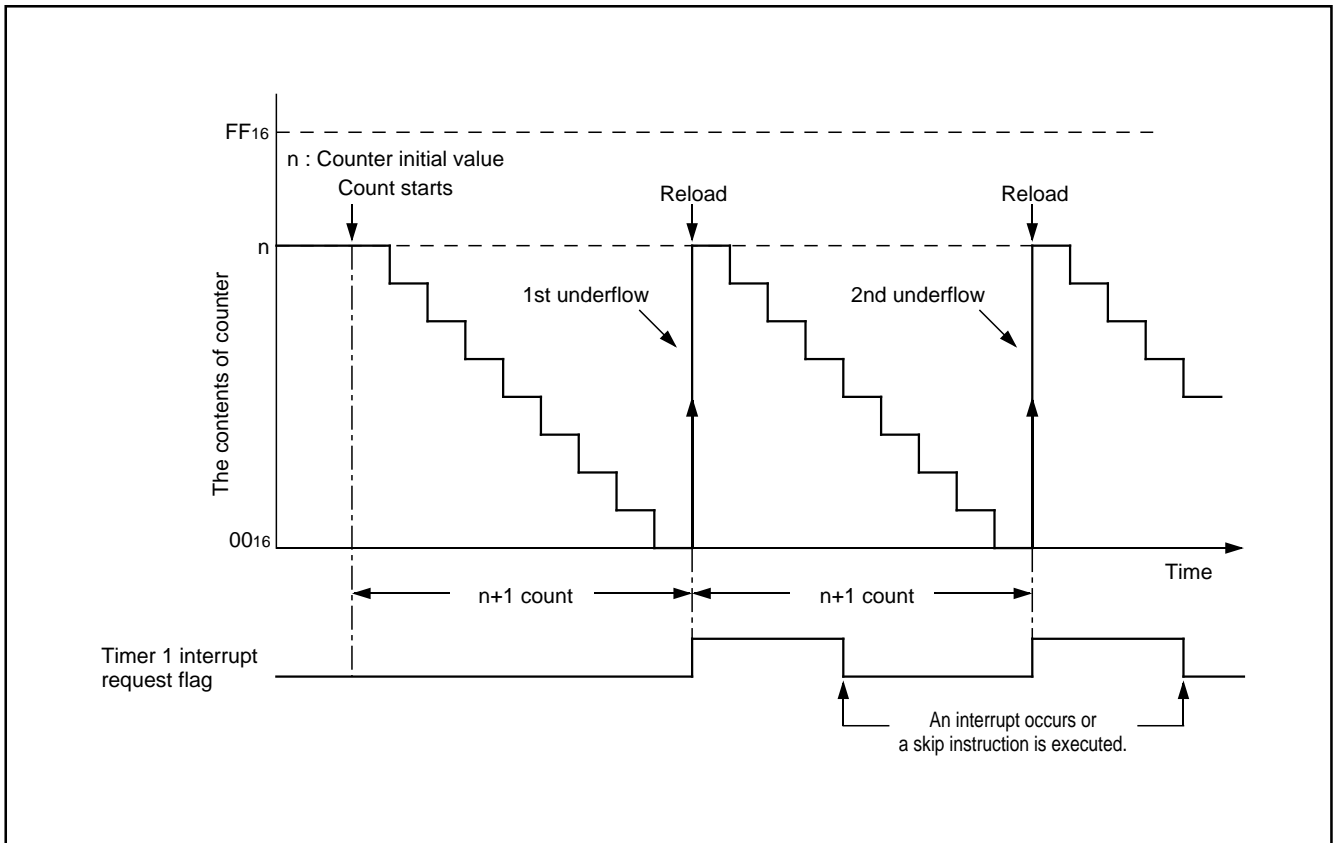 FF16
n : Counter initial value
Count starts
Reload
Reload
n
1st underflow
2nd underflow
The contents of counter
0016
Time
n+1 count
n+1 count
Timer 1 interrupt
request flag
An interrupt occurs or
a skip instruction is executed.